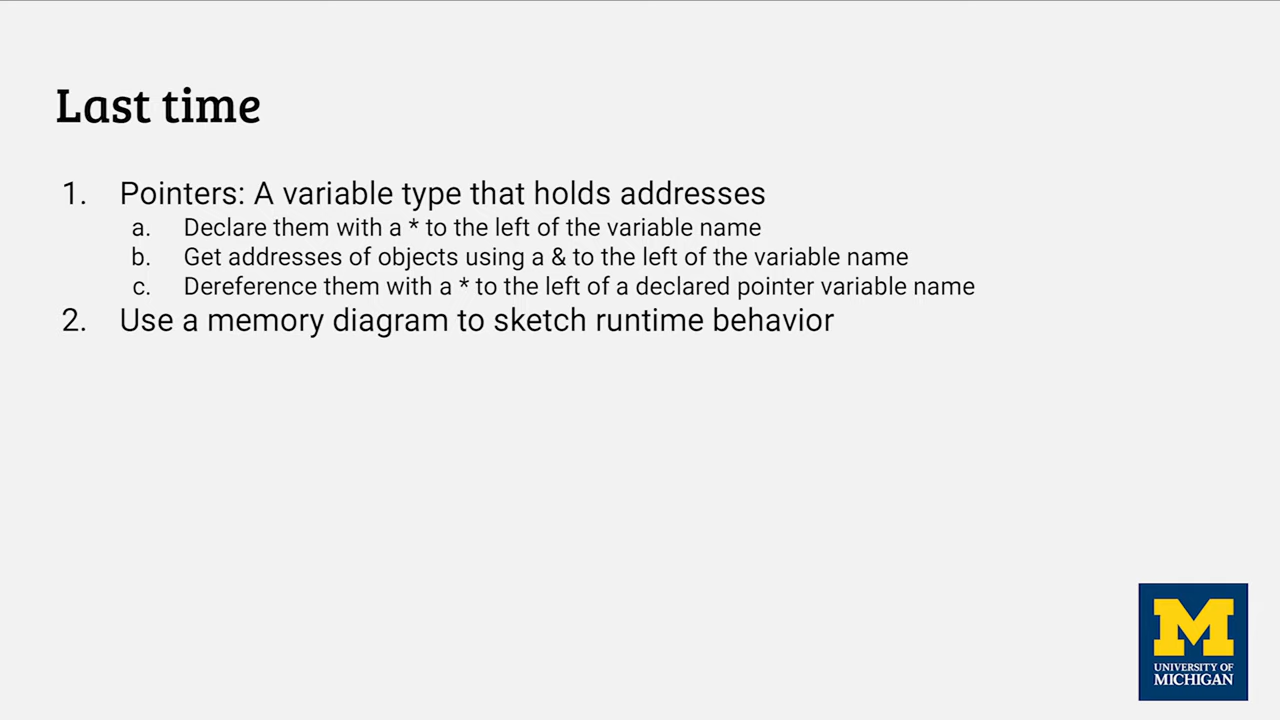 Last time
1. Pointers: A variable type that holds addresses
a. Declare them with a * to the left of the variable name
b. Get addresses of objects using a & to the left of the variable name
c. Dereference them with a * to the left of a declared pointer variable name
2. Use a memory diagram to sketch runtime behavior
M
UNIVERSITY OF
MICHIGAN